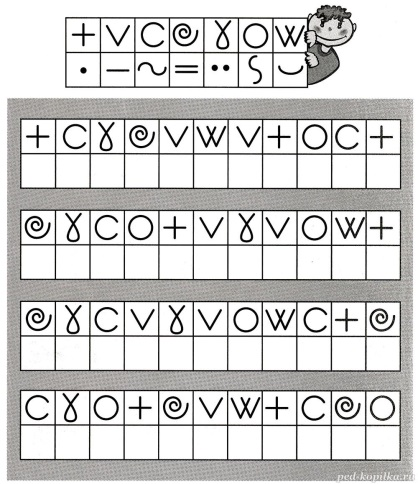 + V C @ ɣ O W
• — ~ = •• ⟆ ⌣
+ C ɣ @ V W V + O C +
@ ɣ C O + V ɣ V O W +
@ ɣ C V ɣ V O W C + @
C ɣ O + @ V W + C @ O
ped-kopilka.ru